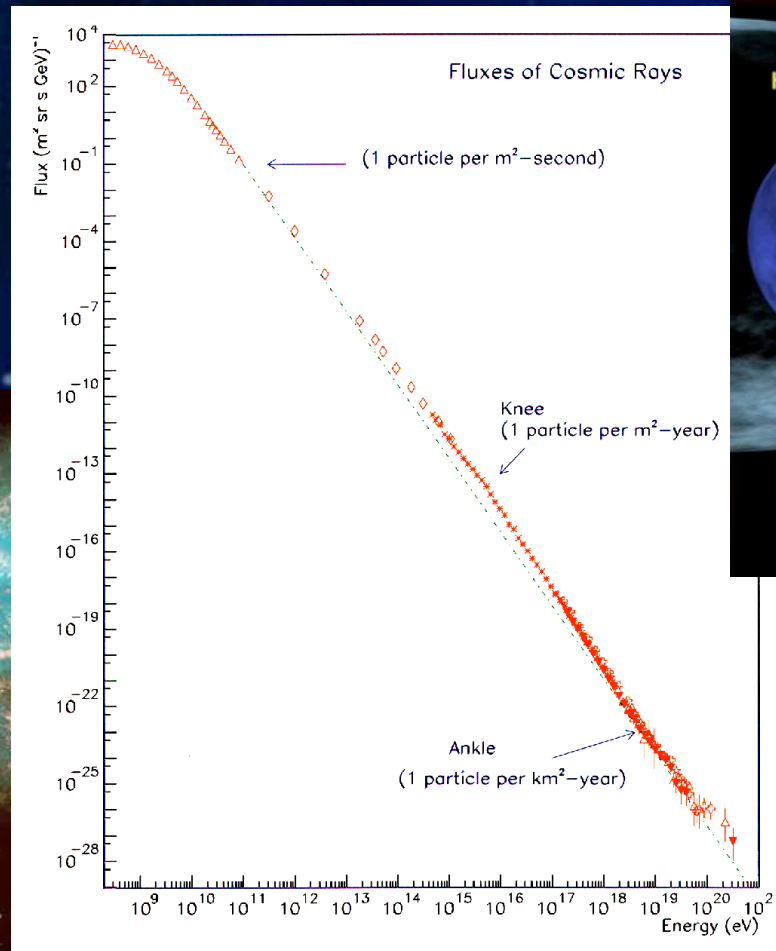 Fluxes of Cosmic Rays
Flux (m² sr s GeV)⁻¹
10⁴
10²
10⁻¹
10⁻⁴
10⁻⁷
10⁻¹⁰
10⁻¹³
10⁻¹⁶
10⁻¹⁹
10⁻²²
10⁻²⁵
10⁻²⁸
(1 particle per m²−second)
Knee
(1 particle per m²−year)
Ankle
(1 particle per km²−year)
10⁹ 10¹⁰ 10¹¹ 10¹² 10¹³ 10¹⁴ 10¹⁵ 10¹⁶ 10¹⁷ 10¹⁸ 10¹⁹ 10²⁰ 10²
Energy (eV)